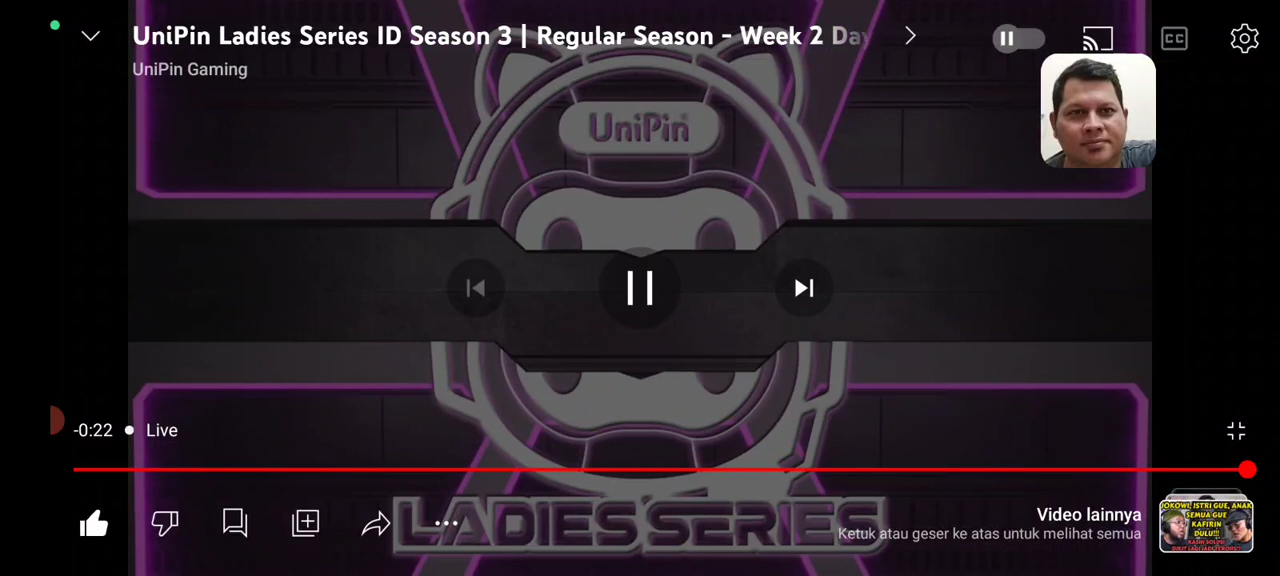 UniPin Ladies Series ID Season 3 | Regular Season - Week 2 Day
UniPin Gaming
CC
UniPin
-0:22 • Live
LADIES SERIES
Video lainnya
Ketuk atau geser ke atas untuk melihat semua
JOKOWI, ISTRI GUE, ANAK
SEMUA GUE
KAFIRIN
DULU!!!